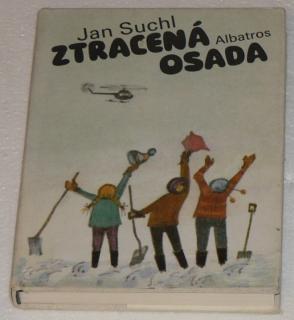 Jan Suchl
ZTRACENÁ
Albatros
OSADA